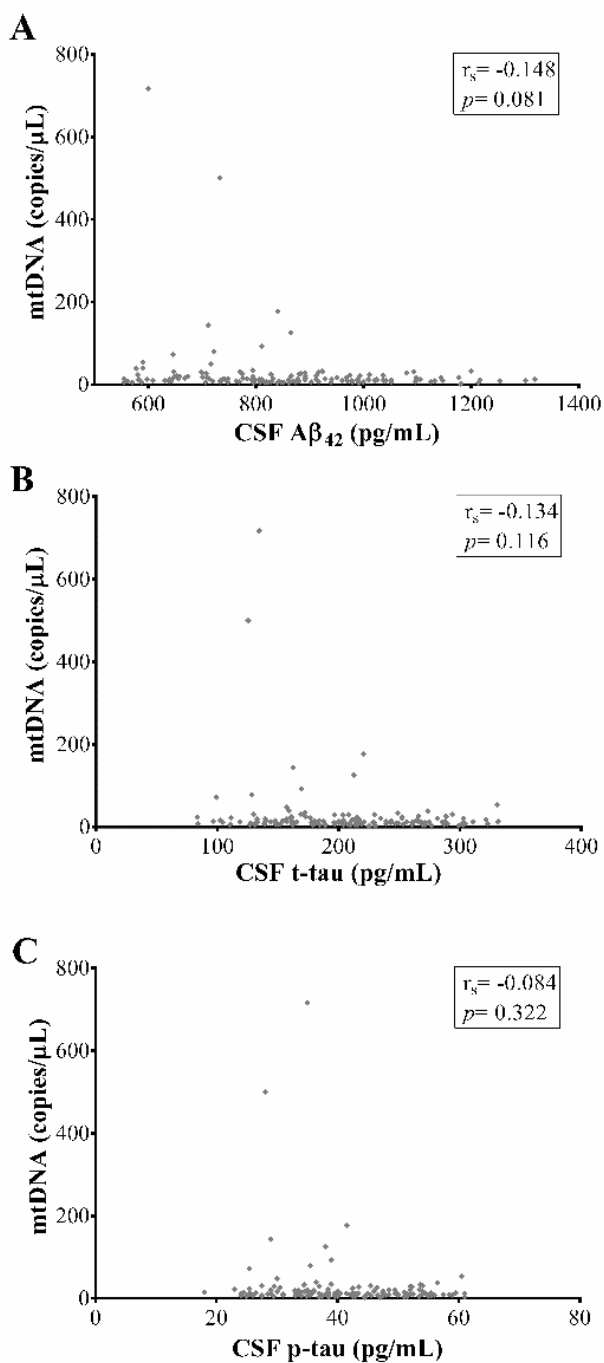 A
800
600
400
200
0
mtDNA (copies/µL)
rs= -0.148
p= 0.081
600 800 1000 1200 1400
CSF Aβ42 (pg/mL)
B
800
600
400
200
0
mtDNA (copies/µL)
rs= -0.134
p= 0.116
0 100 200 300 400
CSF t-tau (pg/mL)
C
800
600
400
200
0
mtDNA (copies/µL)
rs= -0.084
p= 0.322
0 20 40 60 80
CSF p-tau (pg/mL)